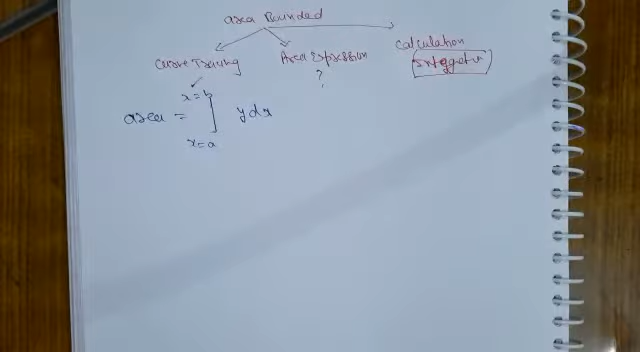 area Bounded
Curve Tracing Area Expression Calculation
? Integration
x=b
area = ∫ y dx
x=a